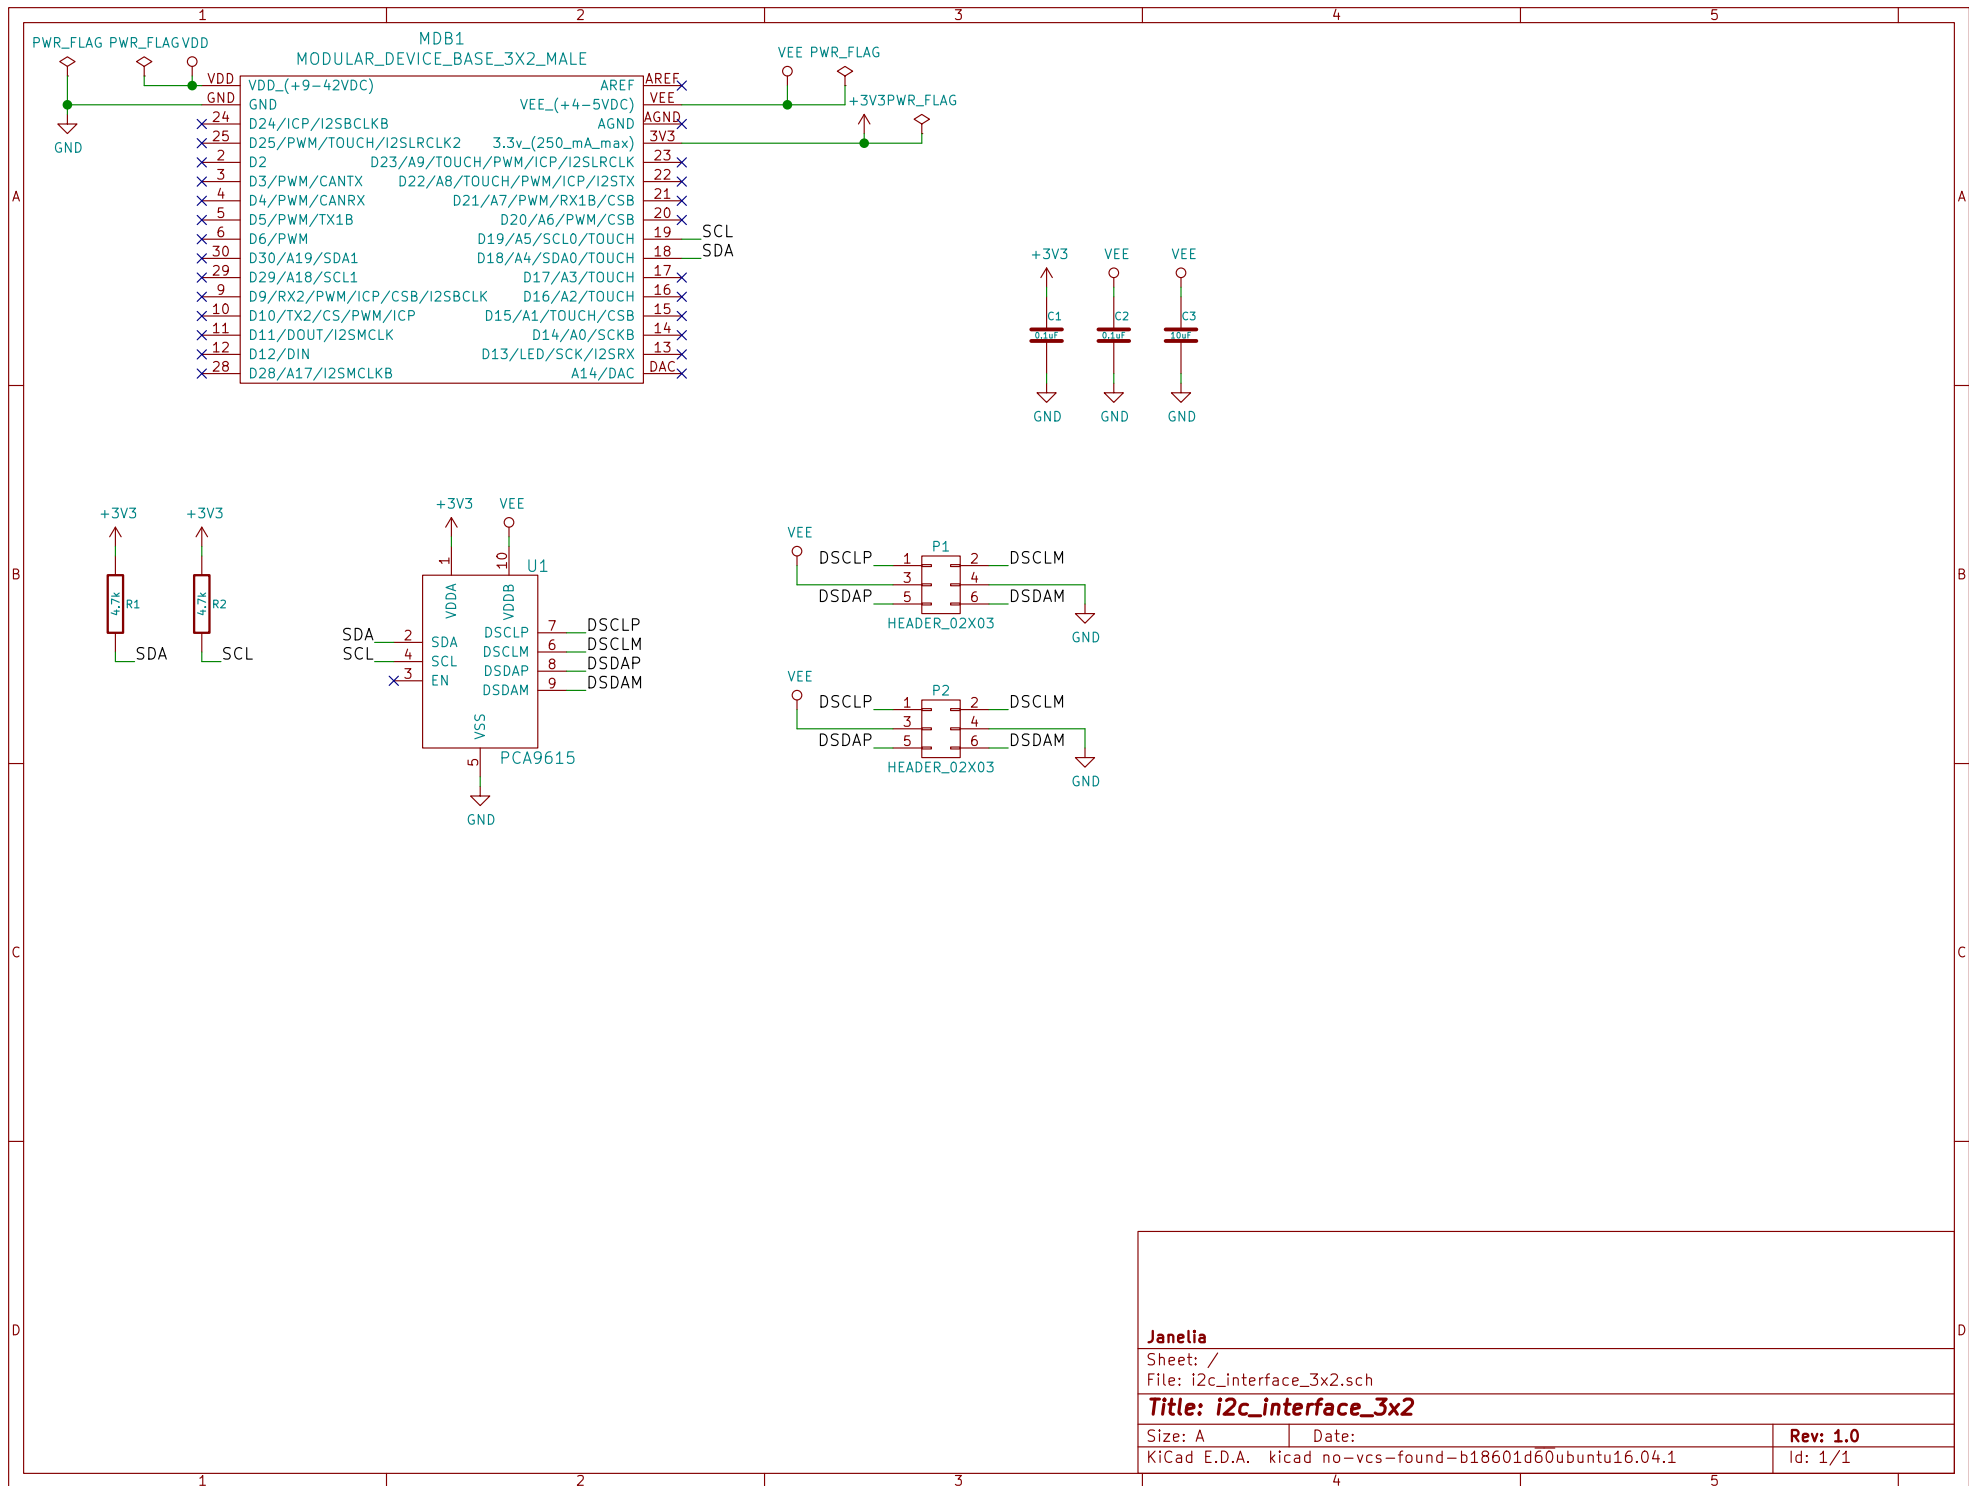 1 2 3 4 5
PWR_FLAG PWR_FLAG VDD
MDB1
MODULAR_DEVICE_BASE_3X2_MALE
VEE PWR_FLAG
+3V3 PWR_FLAG
GND
VDD VDD_(+9-42VDC) AREF AREF
GND GND VEE_(+4-5VDC) VEE
24 D24/ICP/I2SBCLKB AGND AGND
25 D25/PWM/TOUCH/I2SLRCLK2 3.3v_(250_mA_max) 3V3
2 D2 D23/A9/TOUCH/PWM/ICP/I2SLRCLK 23
3 D3/PWM/CANTX D22/A8/TOUCH/PWM/ICP/I2STX 22
4 D4/PWM/CANRX D21/A7/PWM/RX1B/CSB 21
5 D5/PWM/TX1B D20/A6/PWM/CSB 20
6 D6/PWM D19/A5/SCL0/TOUCH 19 SCL
30 D30/A19/SDA1 D18/A4/SDA0/TOUCH 18 SDA
29 D29/A18/SCL1 D17/A3/TOUCH 17
9 D9/RX2/PWM/ICP/CSB/I2SBCLK D16/A2/TOUCH 16
10 D10/TX2/CS/PWM/ICP D15/A1/TOUCH/CSB 15
11 D11/DOUT/I2SMCLK D14/A0/SCKB 14
12 D12/DIN D13/LED/SCK/I2SRX 13
28 D28/A17/I2SMCLKB A14/DAC DAC
A A
+3V3 VEE VEE
C1 C2 C3
0.1uF 0.1uF 10uF
GND GND GND
+3V3 +3V3
4.7k R1 4.7k R2
SDA SCL
+3V3 VEE
1 10 U1
VDDA VDDB
SDA 2 SDA
SCL 4 SCL
3 EN
DSCLP 7 DSCLP
DSCLM 6 DSCLM
DSDAP 8 DSDAP
DSDAM 9 DSDAM
VSS
5 PCA9615
GND
VEE P1
DSCLP 1 2 DSCLM
3 4
DSDAP 5 6 DSDAM
HEADER_02X03
GND
VEE P2
DSCLP 1 2 DSCLM
3 4
DSDAP 5 6 DSDAM
HEADER_02X03
GND
B B
C C
D D
Janelia
Sheet: /
File: i2c_interface_3x2.sch
Title: i2c_interface_3x2
Size: A Date: Rev: 1.0
KiCad E.D.A. kicad no-vcs-found-b18601d60ubuntu16.04.1 Id: 1/1
1 2 3 4 5